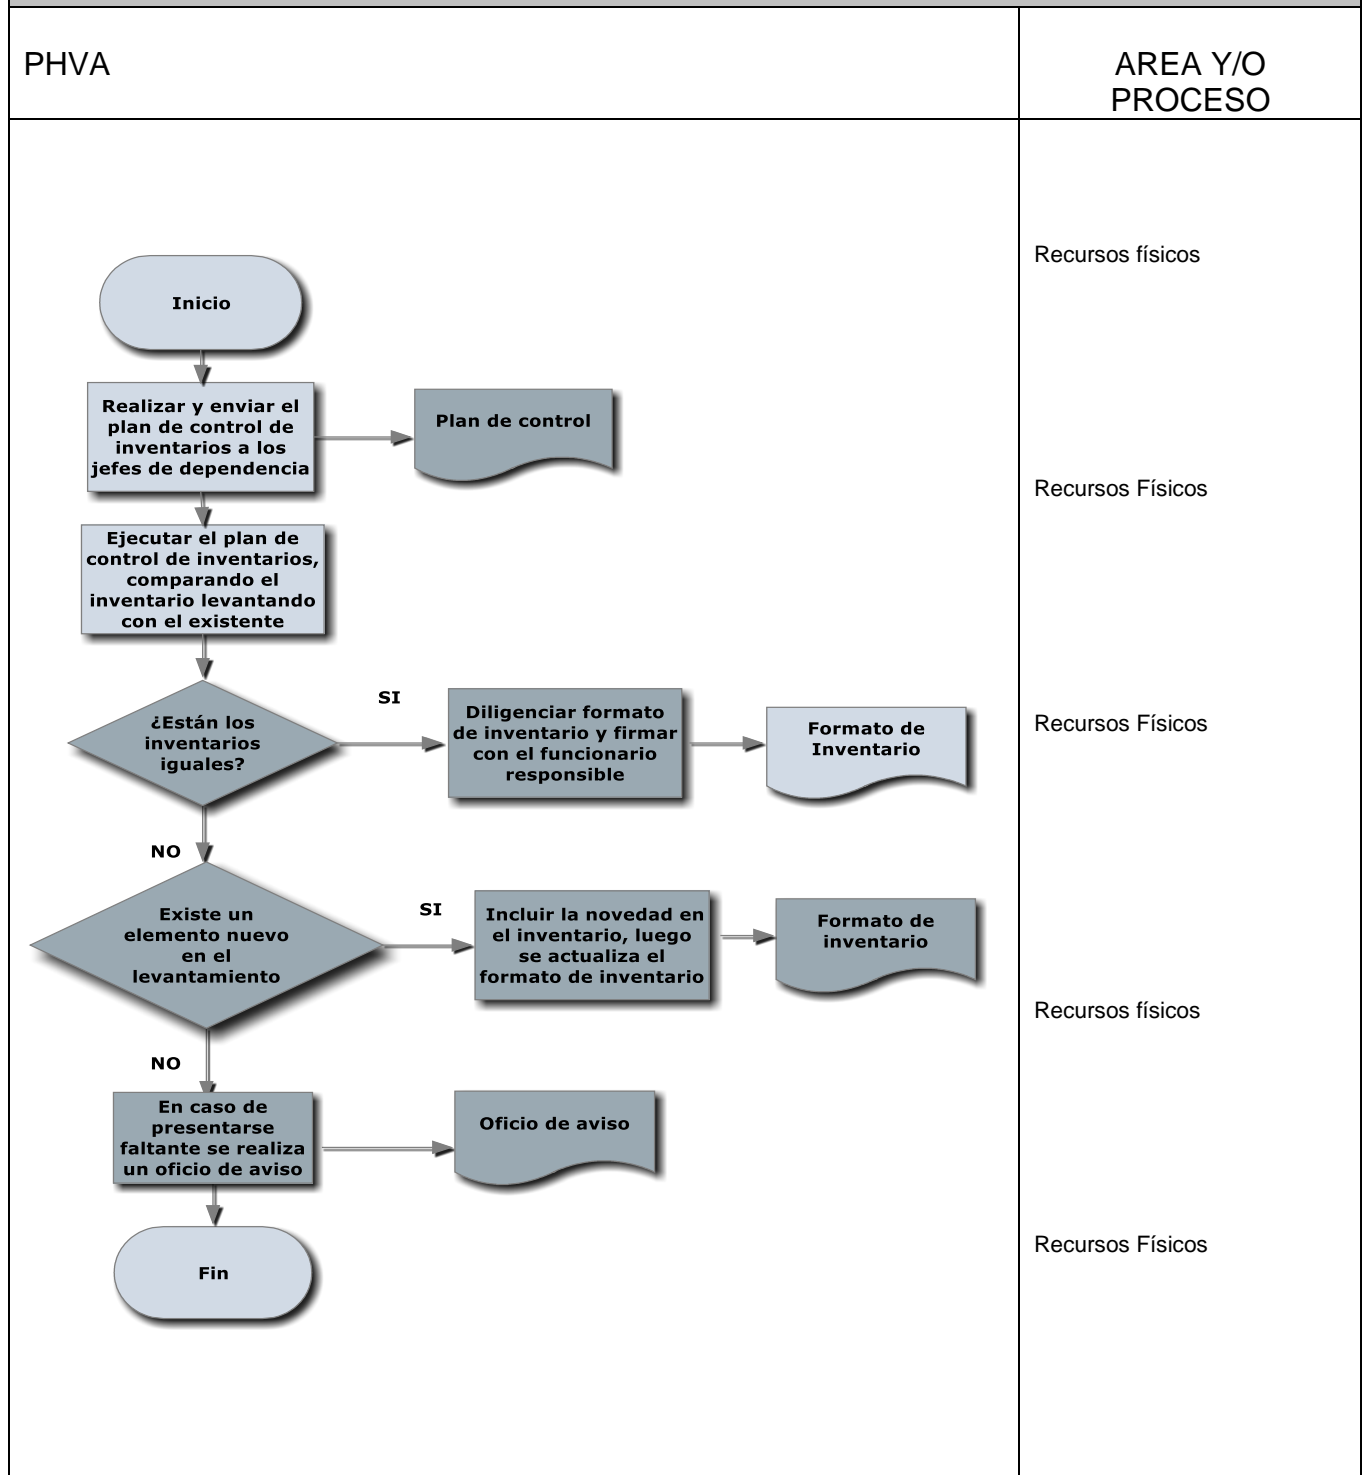 PHVA
AREA Y/O
PROCESO
Recursos físicos
Inicio
Realizar y enviar el
plan de control de
inventarios a los
jefes de dependencia
Plan de control
Recursos Físicos
Ejecutar el plan de
control de inventarios,
comparando el
inventario levantando
con el existente
¿Están los
inventarios
iguales?
SI
Diligenciar formato
de inventario y firmar
con el funcionario
responsible
Formato de
Inventario
Recursos Físicos
NO
Existe un
elemento nuevo
en el
levantamiento
SI
Incluir la novedad en
el inventario, luego
se actualiza el
formato de inventario
Formato de
inventario
Recursos físicos
NO
En caso de
presentarse
faltante se realiza
un oficio de aviso
Oficio de aviso
Recursos Físicos
Fin